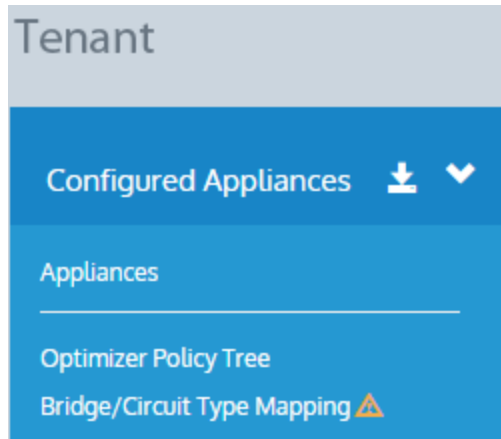 Tenant
Configured Appliances
Appliances
Optimizer Policy Tree
Bridge/Circuit Type Mapping